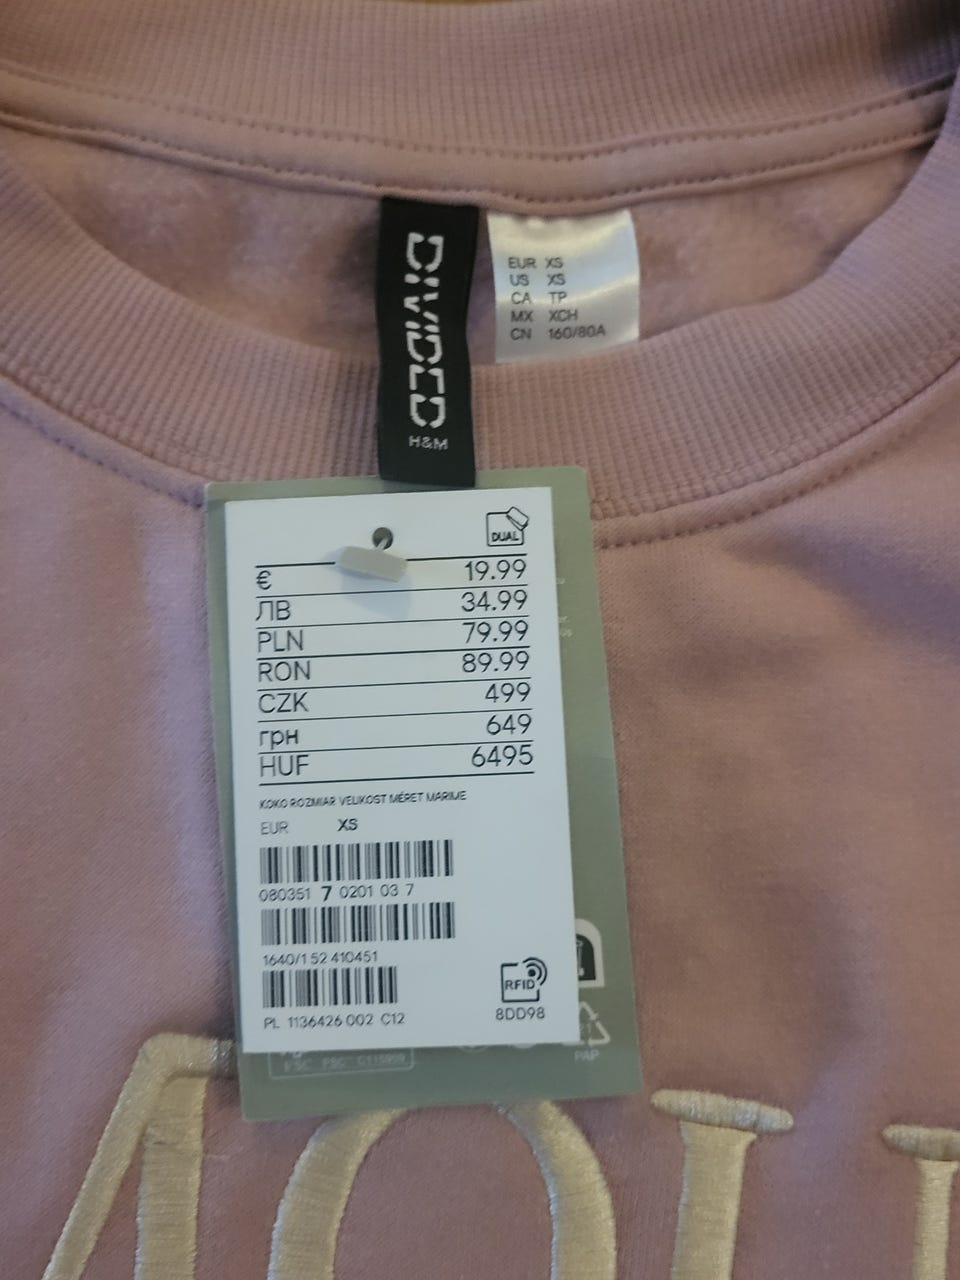 DIVIDED
H&M
EUR XS
US XS
CA TP
MX XCH
CN 160/80A
DUAL
€ 19.99
ЛВ 34.99
PLN 79.99
RON 89.99
CZK 499
грн 649
HUF 6495
KOKO ROZMIAR VELIKOST MÉRET MARIME
EUR XS
080351 7 0201 03 7
1640/1 52 410451
RFID
PL 1136426 002 C12
8DD98
PAP